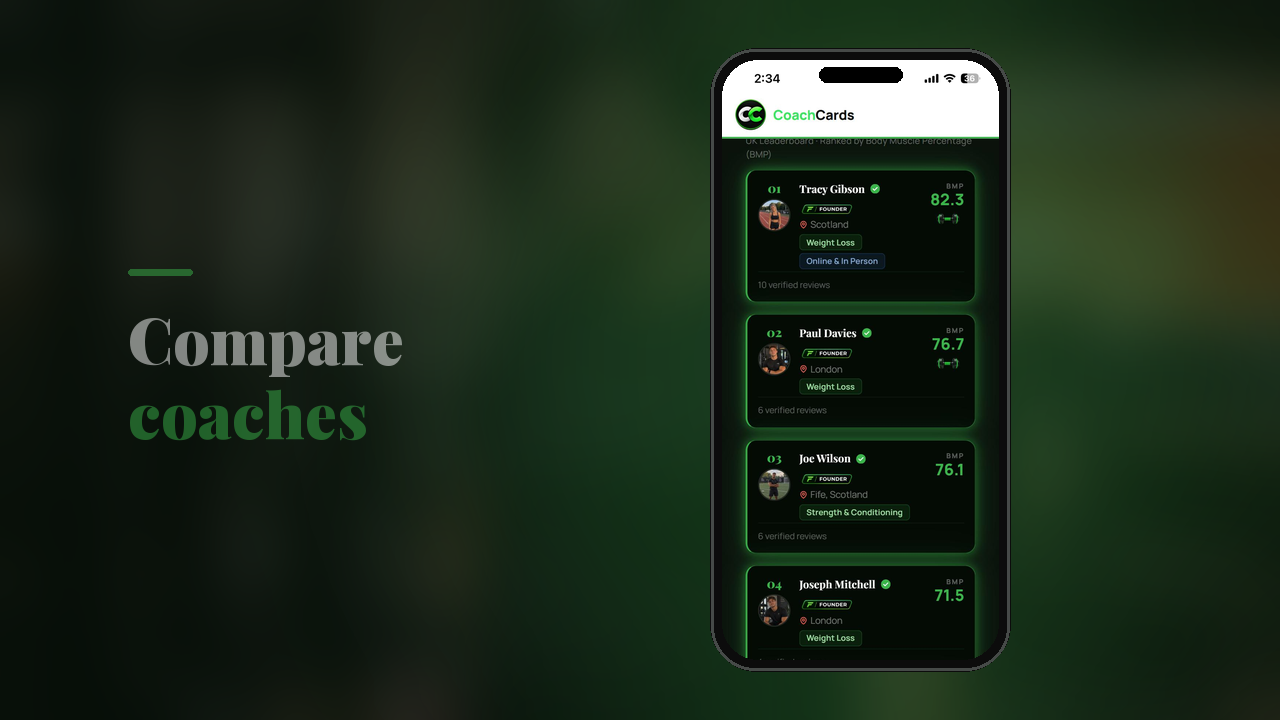 Compare
coaches
2:34
36
CC CoachCards
UK Leaderboard · Ranked by Body Muscle Percentage
(BMP)
01 Tracy Gibson BMP
82.3
FOUNDER
Scotland
Weight Loss
Online & In Person
10 verified reviews
02 Paul Davies BMP
76.7
FOUNDER
London
Weight Loss
6 verified reviews
03 Joe Wilson BMP
76.1
FOUNDER
Fife, Scotland
Strength & Conditioning
6 verified reviews
04 Joseph Mitchell BMP
71.5
FOUNDER
London
Weight Loss